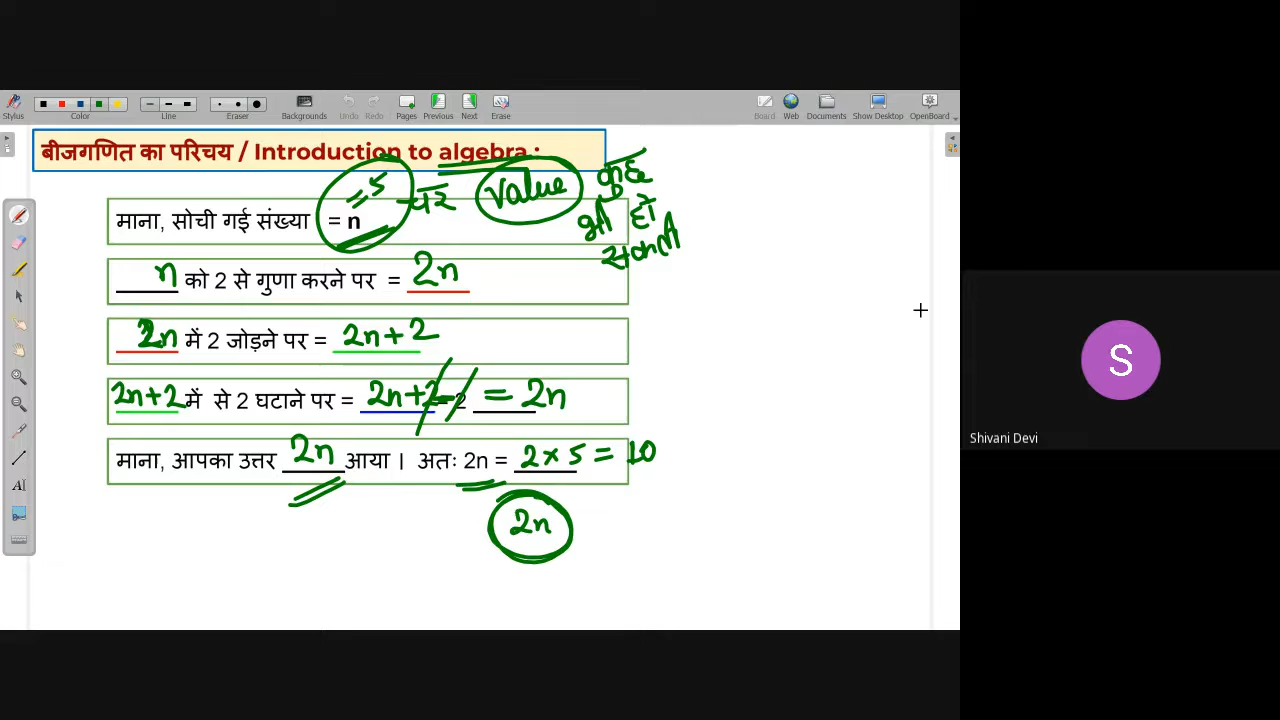 Stylus Color Line Eraser Backgrounds Undo Redo Pages Previous Next Erase Board Web Documents Show Desktop OpenBoard
बीजगणित का परिचय / Introduction to algebra :
= 5 पर value कुछ
भी हो
सकती
माना, सोची गई संख्या = n
n को 2 से गुणा करने पर = 2n
2n में 2 जोड़ने पर = 2n+2
2n+2 में से 2 घटाने पर = 2n+2 - 2 = 2n
माना, आपका उत्तर 2n आया । अतः 2n = 2 × 5 = 10
2n
S
Shivani Devi